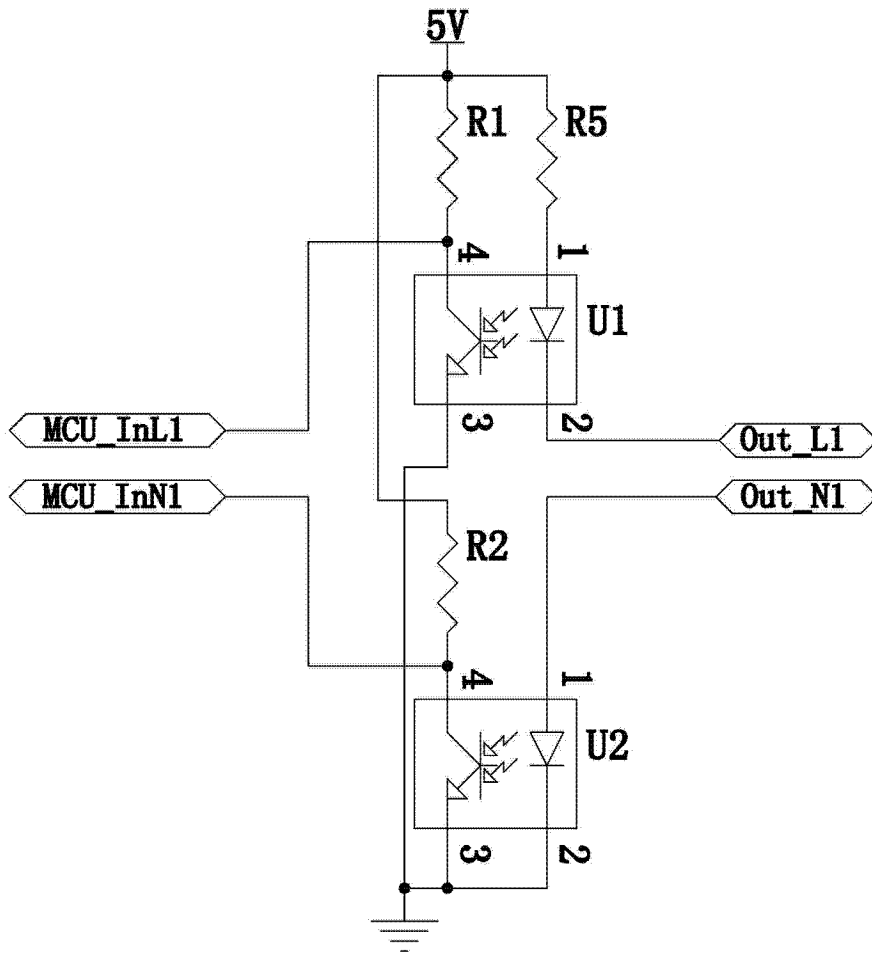 5V
R1 R5
4 1
U1
3 2
MCU_InL1 Out_L1
MCU_InN1 Out_N1
R2
4 1
U2
3 2